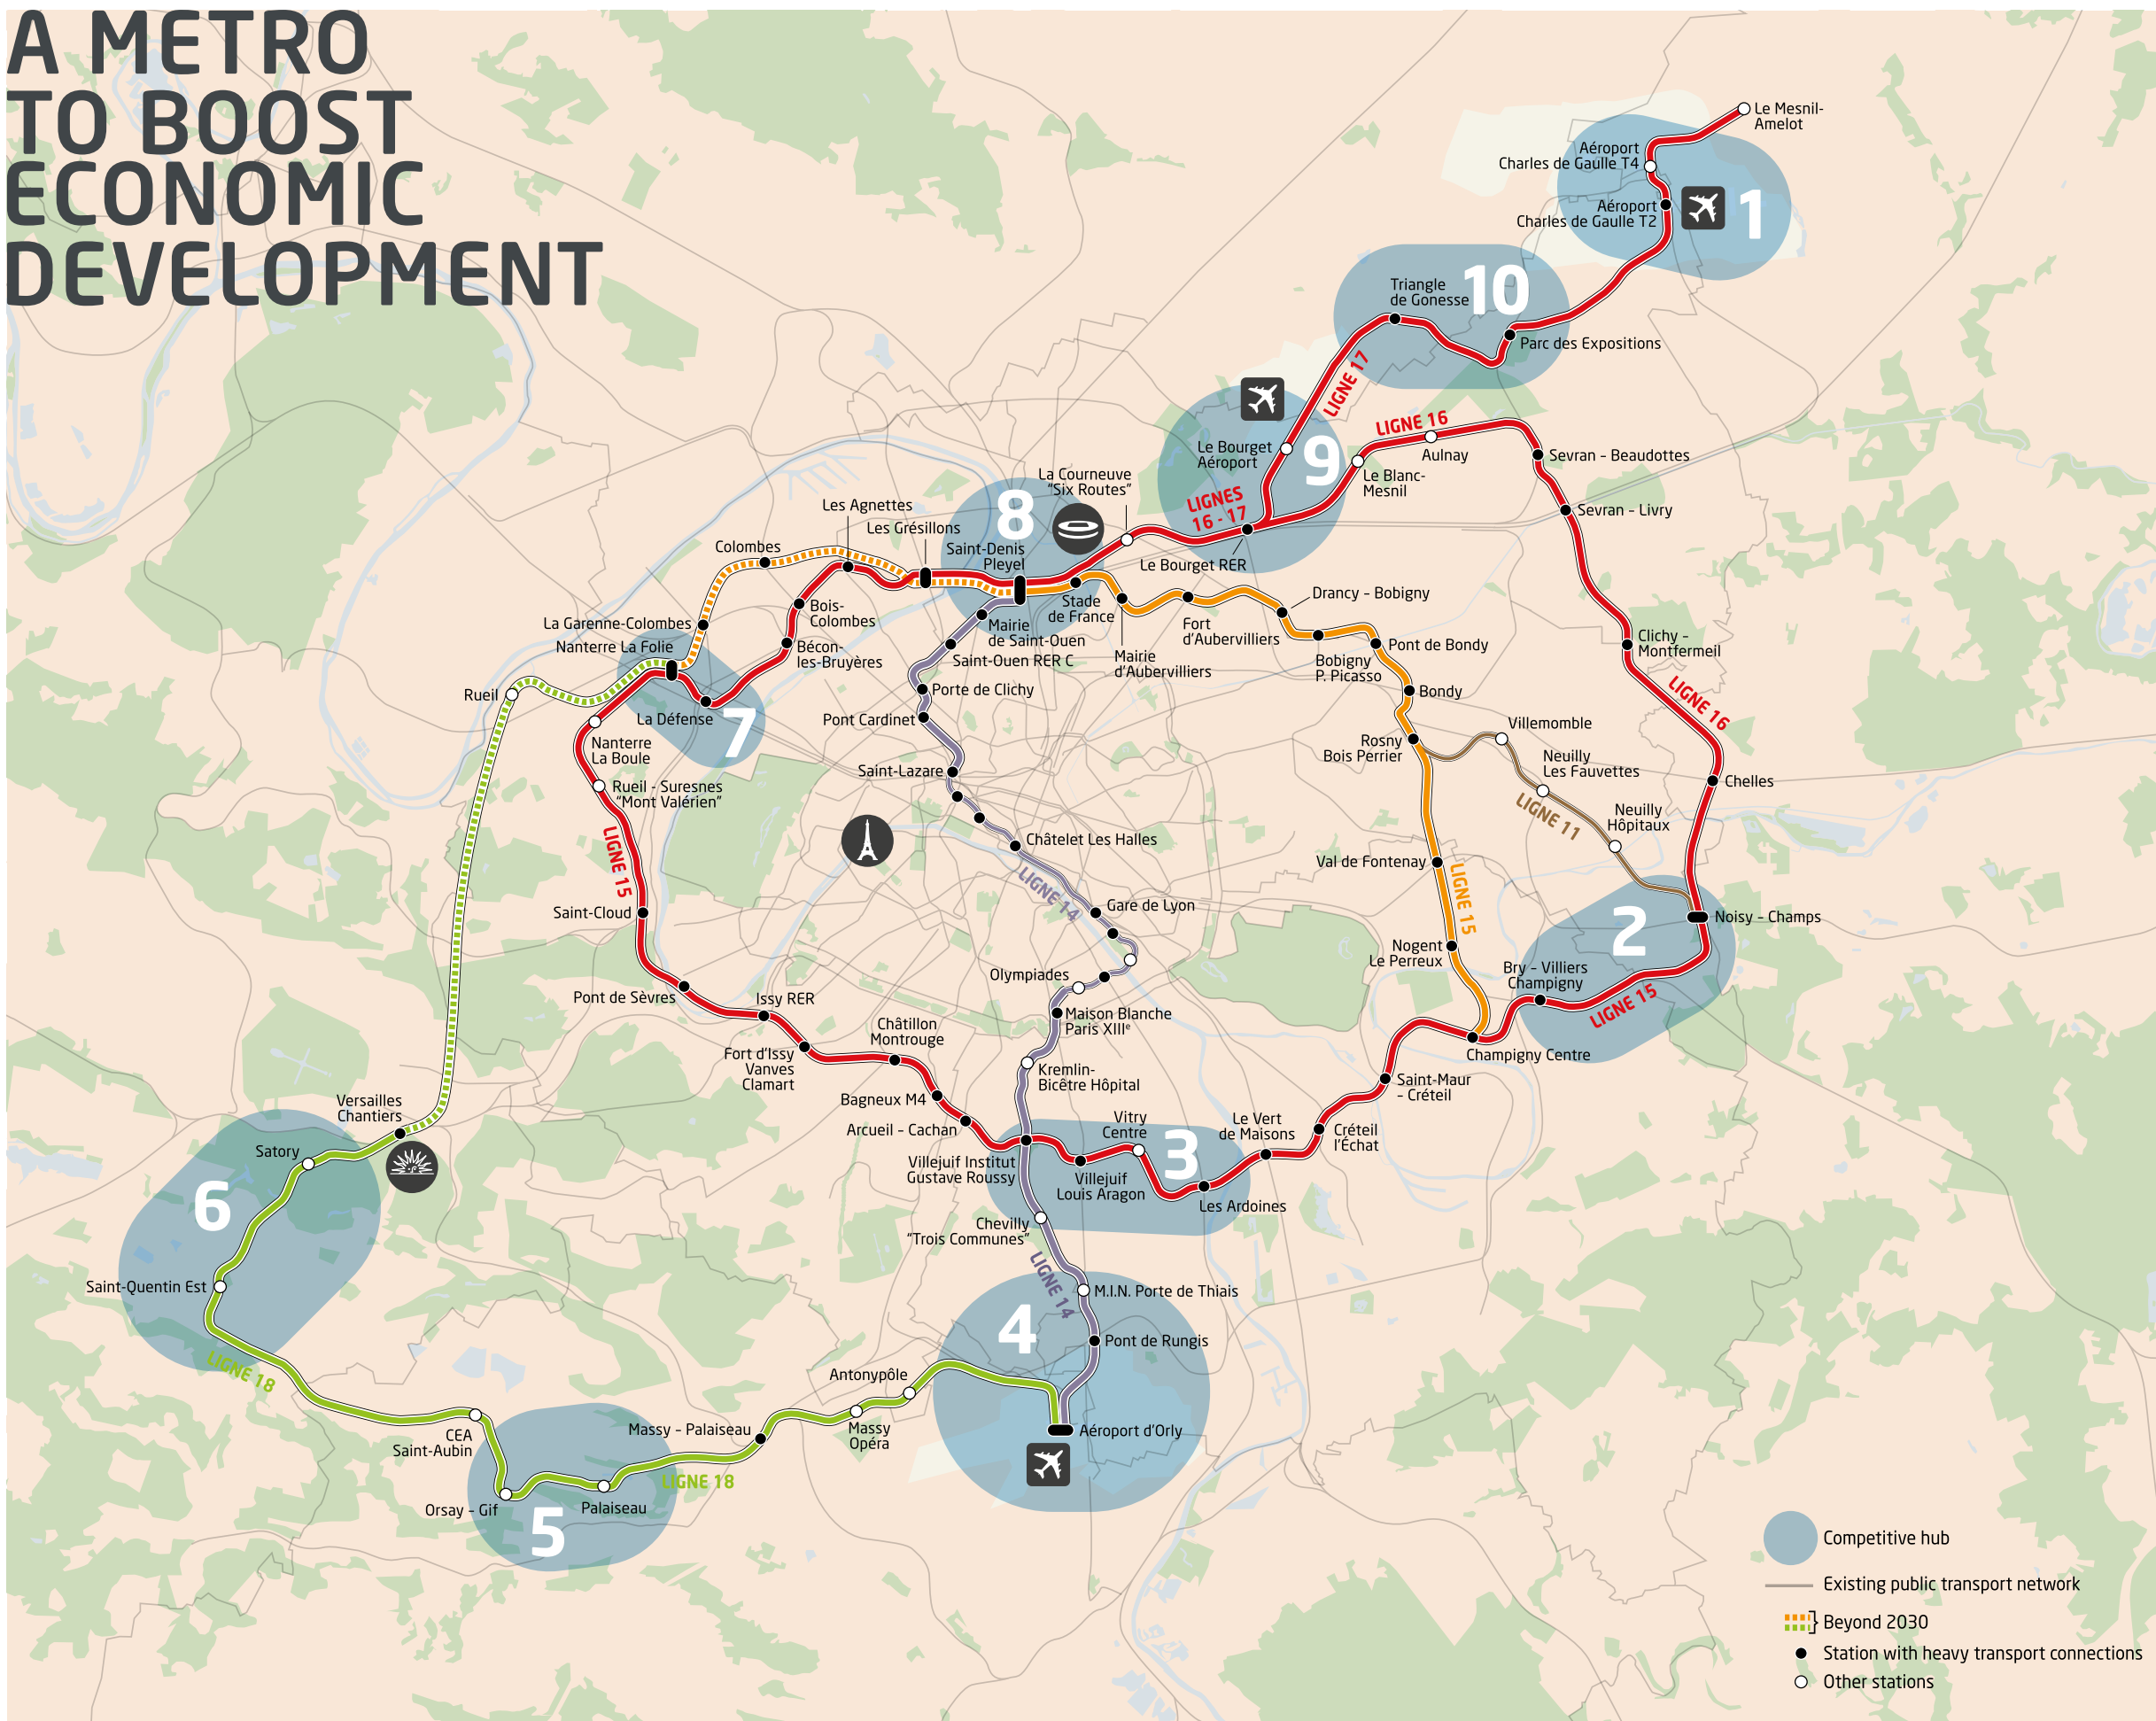 A METRO
TO BOOST
ECONOMIC
DEVELOPMENT
Le Mesnil-
Amelot
Aéroport
Charles de Gaulle T4
Aéroport
Charles de Gaulle T2
1
Triangle
de Gonesse
10
Parc des Expositions
LIGNE 17
LIGNE 16
Le Bourget
Aéroport
9
Aulnay
Sevran - Beaudottes
Le Blanc-
Mesnil
La Courneuve
"Six Routes"
LIGNES
16 - 17
Sevran - Livry
Les Agnettes
Les Grésillons
8
Saint-Denis
Pleyel
Colombes
Le Bourget RER
Stade
de France
Drancy - Bobigny
Bois-
Colombes
La Garenne-Colombes
Mairie
de Saint-Ouen
Fort
d'Aubervilliers
Nanterre La Folie
Bécon-
les-Bruyères
Saint-Ouen RER C
Mairie
d'Aubervilliers
Bobigny
P. Picasso
Pont de Bondy
Clichy -
Montfermeil
Rueil
Porte de Clichy
Bondy
LIGNE 16
La Défense
7
Pont Cardinet
Villemomble
Nanterre
La Boule
Rosny
Bois Perrier
Neuilly
Les Fauvettes
Saint-Lazare
Rueil - Suresnes
"Mont Valérien"
Chelles
LIGNE 11
Neuilly
Hôpitaux
LIGNE 15
Châtelet Les Halles
Val de Fontenay
LIGNE 14
LIGNE 15
Saint-Cloud
Gare de Lyon
Noisy - Champs
2
Nogent
Le Perreux
Olympiades
Bry - Villiers
Champigny
LIGNE 15
Pont de Sèvres
Issy RER
Maison Blanche
Paris XIIIe
Châtillon
Montrouge
Fort d'Issy
Vanves
Clamart
Champigny Centre
Kremlin-
Bicêtre Hôpital
Saint-Maur
- Créteil
Bagneux M4
Versailles
Chantiers
Arcueil - Cachan
Vitry
Centre
Le Vert
de Maisons
Créteil
l'Échat
Satory
3
Villejuif Institut
Gustave Roussy
Villejuif
Louis Aragon
Les Ardoines
6
Chevilly
"Trois Communes"
Saint-Quentin Est
LIGNE 14
M.I.N. Porte de Thiais
4
Pont de Rungis
LIGNE 18
Antonypôle
CEA
Saint-Aubin
Massy - Palaiseau
Massy
Opéra
Aéroport d'Orly
LIGNE 18
Orsay - Gif
Palaiseau
5
Competitive hub
Existing public transport network
Beyond 2030
Station with heavy transport connections
Other stations